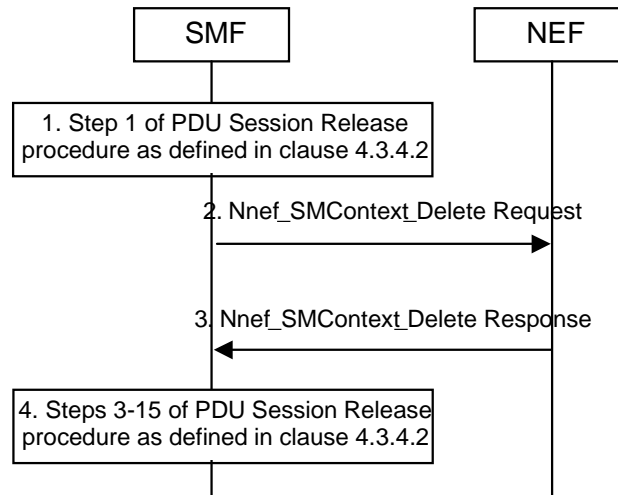 SMF
NEF
1. Step 1 of PDU Session Release
procedure as defined in clause 4.3.4.2
2. Nnef_SMContext_Delete Request
3. Nnef_SMContext_Delete Response
4. Steps 3-15 of PDU Session Release
procedure as defined in clause 4.3.4.2